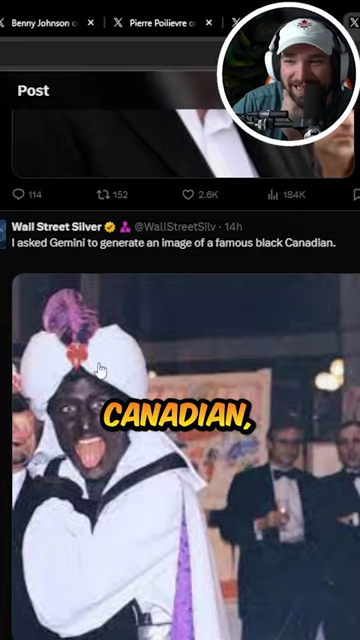 Benny Johnson o
Pierre Poilievre o
Post
114
152
2.6K
184K
Wall Street Silver @WallStreetSilv · 14h
I asked Gemini to generate an image of a famous black Canadian.
CANADIAN,